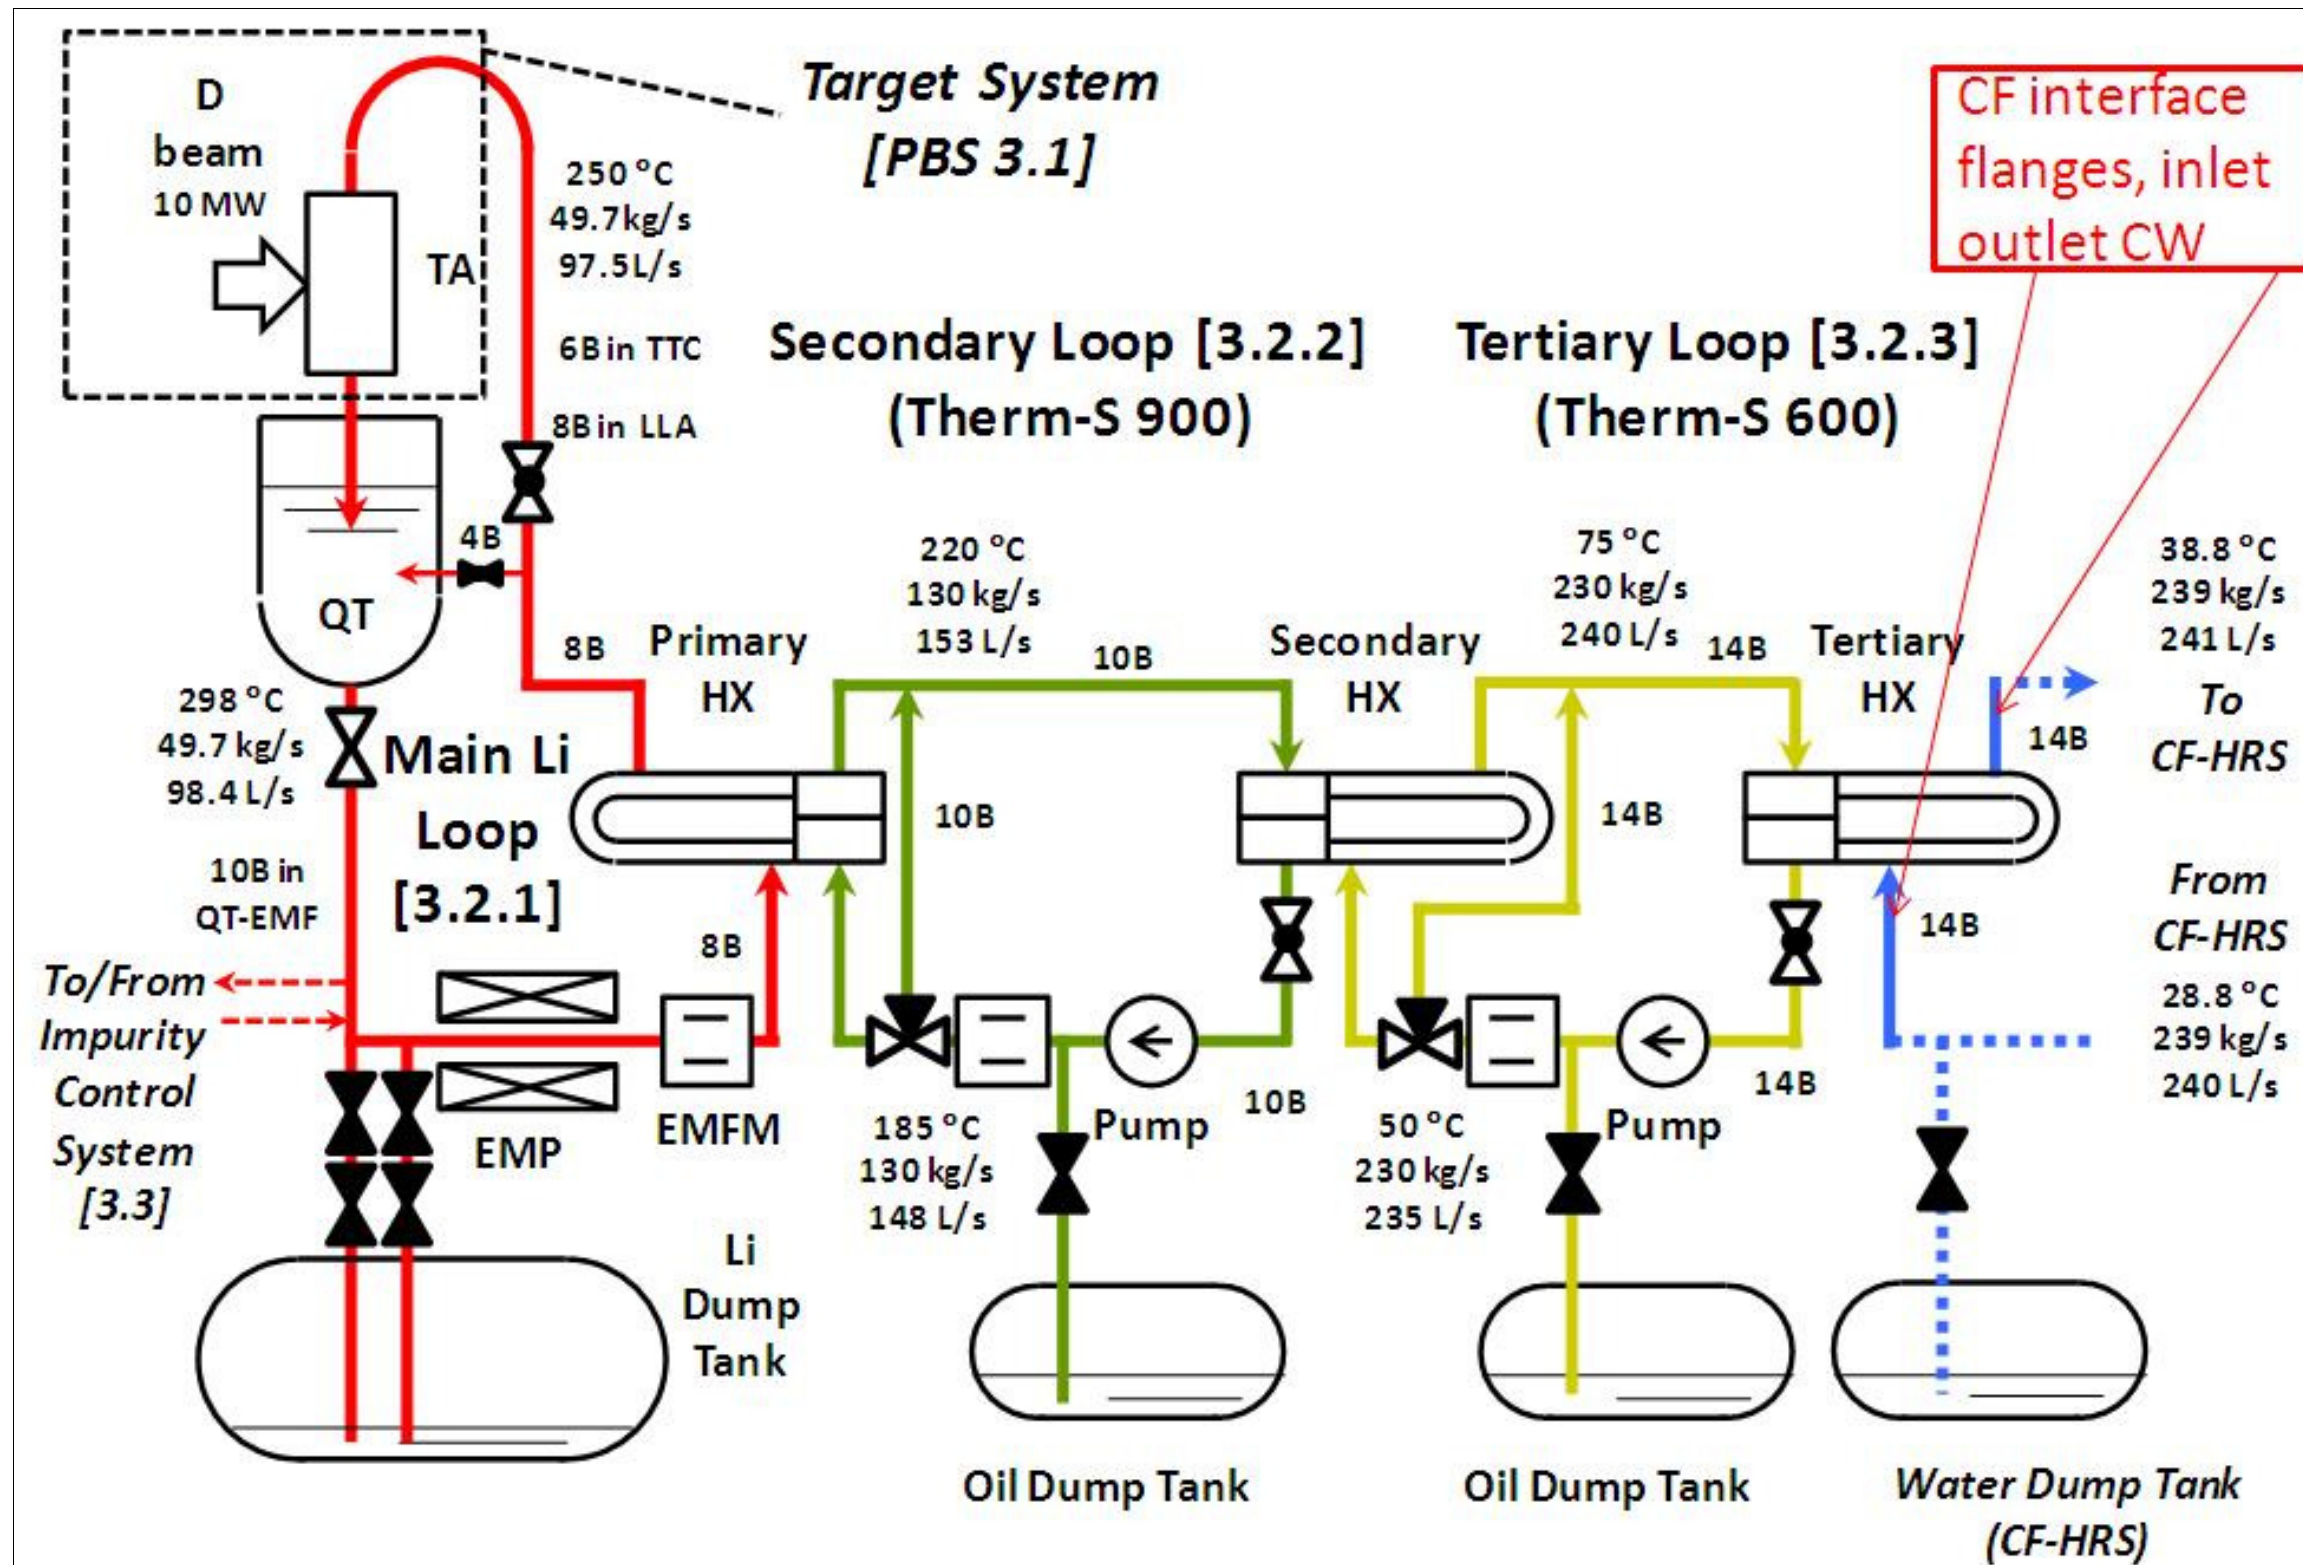 D
beam
10 MW
TA
Target System
[PBS 3.1]
CF interface
flanges, inlet
outlet CW
250 °C
49.7kg/s
97.5L/s
6B in TTC
8B in LLA
Secondary Loop [3.2.2]
(Therm-S 900)
Tertiary Loop [3.2.3]
(Therm-S 600)
4B
QT
8B
Primary
HX
220 °C
130 kg/s
153 L/s
10B
Secondary
HX
75 °C
230 kg/s
240 L/s
14B
Tertiary
HX
38.8 °C
239 kg/s
241 L/s
To
CF-HRS
14B
298 °C
49.7 kg/s
98.4 L/s
Main Li
Loop
[3.2.1]
10B in
QT-EMF
10B
14B
From
CF-HRS
14B
28.8 °C
239 kg/s
240 L/s
8B
To/From
Impurity
Control
System
[3.3]
EMP
EMFM
185 °C
130 kg/s
148 L/s
Pump
10B
50 °C
230 kg/s
235 L/s
Pump
14B
Li
Dump
Tank
Oil Dump Tank
Oil Dump Tank
Water Dump Tank
(CF-HRS)